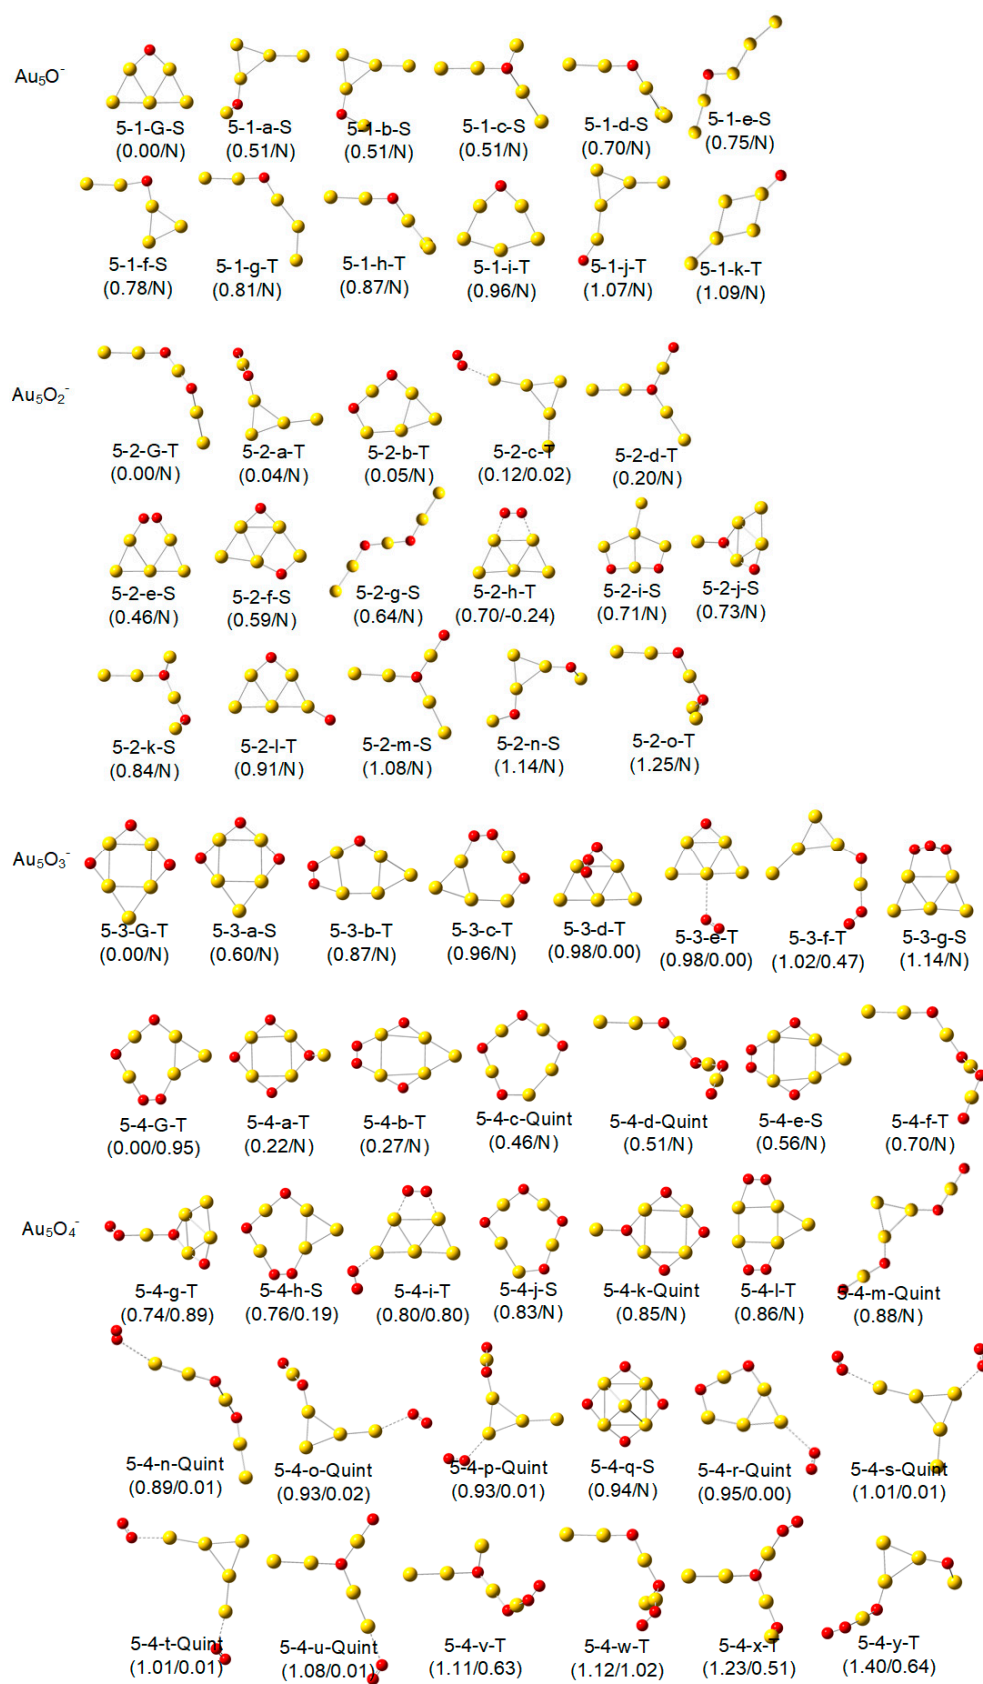 Au5O-
5-1-G-S 5-1-a-S 5-1-b-S 5-1-c-S 5-1-d-S 5-1-e-S
(0.00/N) (0.51/N) (0.51/N) (0.51/N) (0.70/N) (0.75/N)
5-1-f-S 5-1-g-T 5-1-h-T 5-1-i-T 5-1-j-T 5-1-k-T
(0.78/N) (0.81/N) (0.87/N) (0.96/N) (1.07/N) (1.09/N)
Au5O2-
5-2-G-T 5-2-a-T 5-2-b-T 5-2-c-T 5-2-d-T
(0.00/N) (0.04/N) (0.05/N) (0.12/0.02) (0.20/N)
5-2-e-S 5-2-f-S 5-2-g-S 5-2-h-T 5-2-i-S 5-2-j-S
(0.46/N) (0.59/N) (0.64/N) (0.70/-0.24) (0.71/N) (0.73/N)
5-2-k-S 5-2-l-T 5-2-m-S 5-2-n-S 5-2-o-T
(0.84/N) (0.91/N) (1.08/N) (1.14/N) (1.25/N)
Au5O3-
5-3-G-T 5-3-a-S 5-3-b-T 5-3-c-T 5-3-d-T 5-3-e-T 5-3-f-T 5-3-g-S
(0.00/N) (0.60/N) (0.87/N) (0.96/N) (0.98/0.00) (0.98/0.00) (1.02/0.47) (1.14/N)
5-4-G-T 5-4-a-T 5-4-b-T 5-4-c-Quint 5-4-d-Quint 5-4-e-S 5-4-f-T
(0.00/0.95) (0.22/N) (0.27/N) (0.46/N) (0.51/N) (0.56/N) (0.70/N)
Au5O4-
5-4-g-T 5-4-h-S 5-4-i-T 5-4-j-S 5-4-k-Quint 5-4-l-T 5-4-m-Quint
(0.74/0.89) (0.76/0.19) (0.80/0.80) (0.83/N) (0.85/N) (0.86/N) (0.88/N)
5-4-n-Quint 5-4-o-Quint 5-4-p-Quint 5-4-q-S 5-4-r-Quint 5-4-s-Quint
(0.89/0.01) (0.93/0.02) (0.93/0.01) (0.94/N) (0.95/0.00) (1.01/0.01)
5-4-t-Quint 5-4-u-Quint 5-4-v-T 5-4-w-T 5-4-x-T 5-4-y-T
(1.01/0.01) (1.08/0.01) (1.11/0.63) (1.12/1.02) (1.23/0.51) (1.40/0.64)